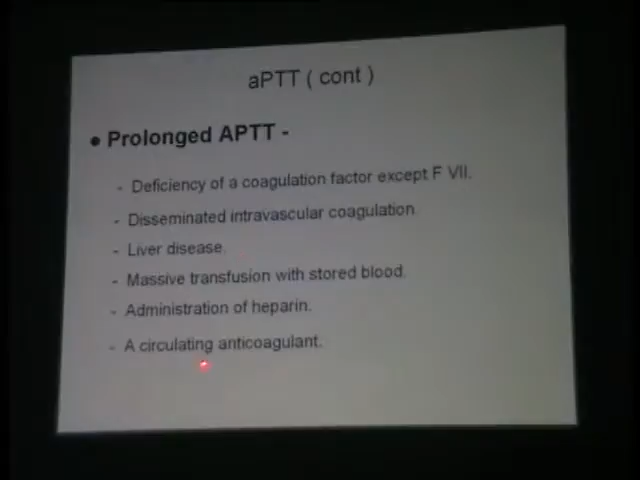 aPTT ( cont )
● Prolonged APTT -
- Deficiency of a coagulation factor except F VII.
- Disseminated intravascular coagulation.
- Liver disease.
- Massive transfusion with stored blood.
- Administration of heparin.
- A circulating anticoagulant.